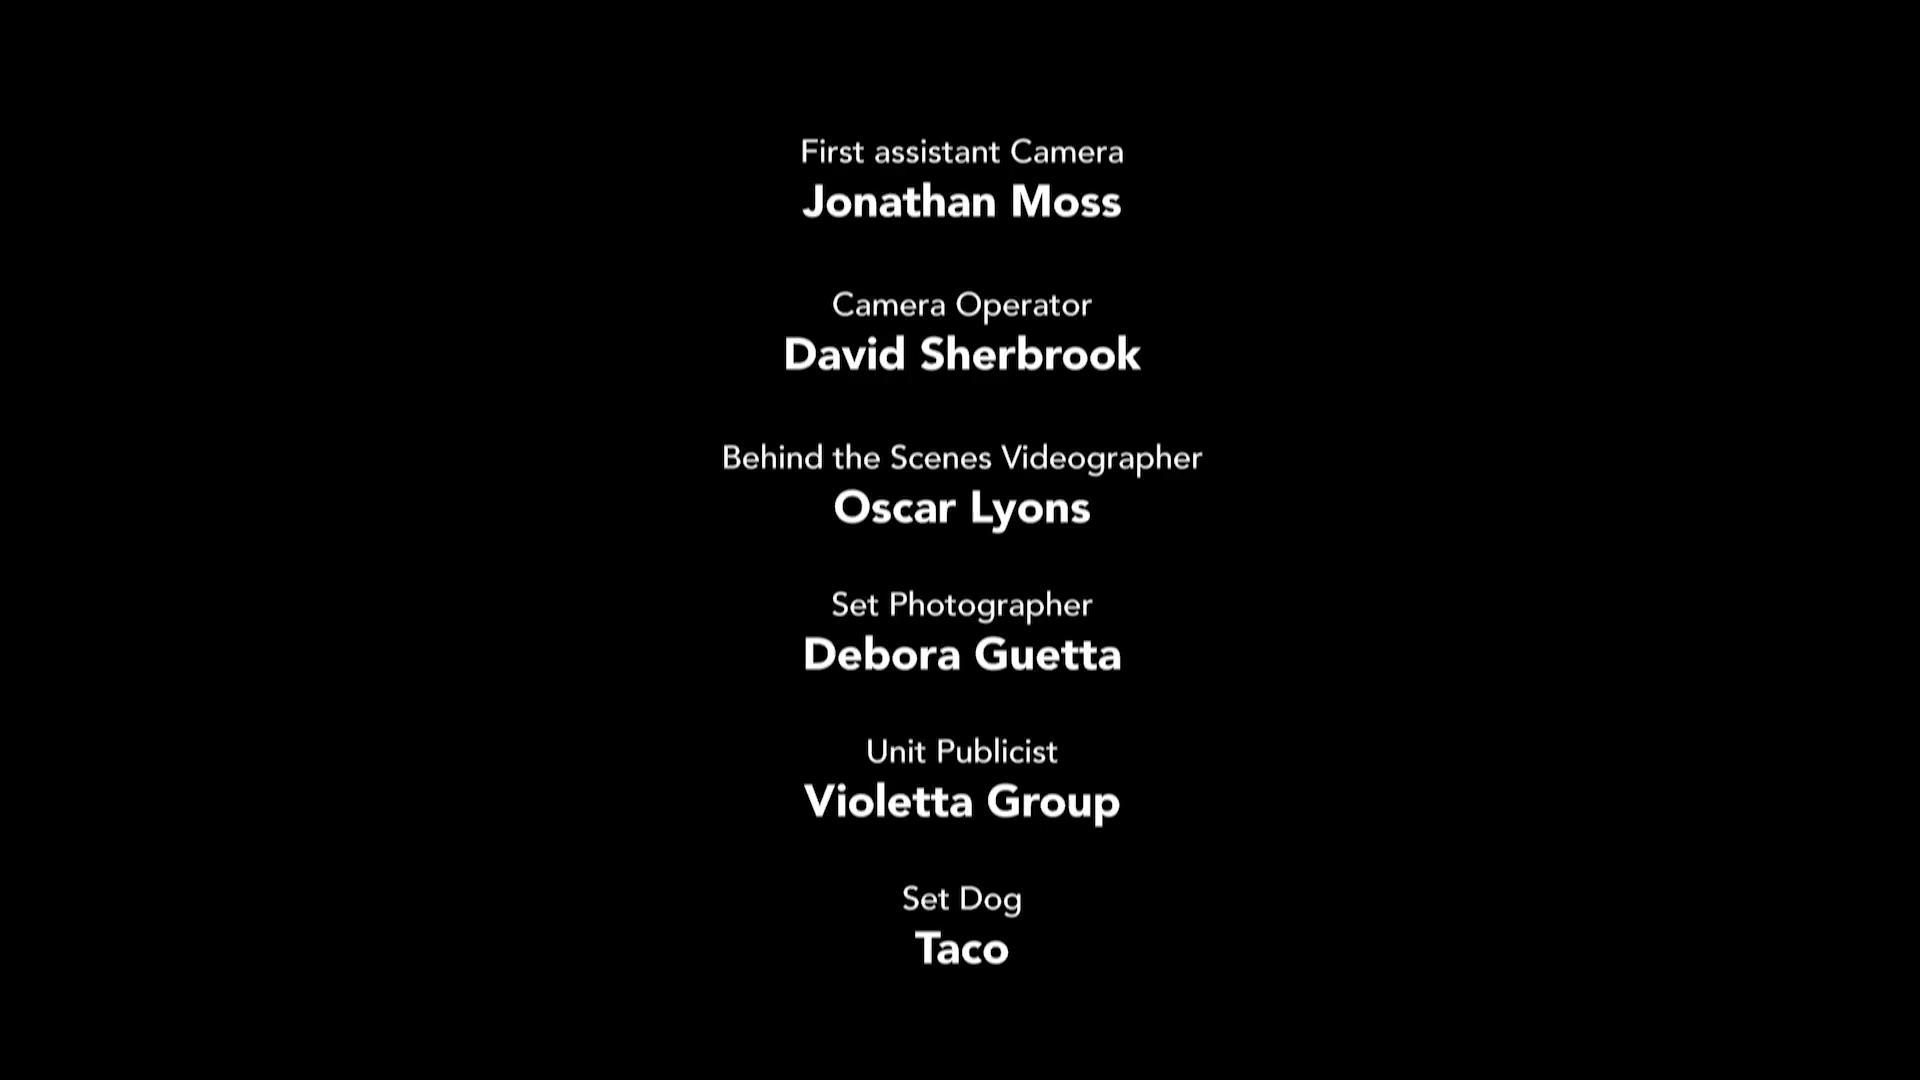 First assistant Camera
Jonathan Moss
Camera Operator
David Sherbrook
Behind the Scenes Videographer
Oscar Lyons
Set Photographer
Debora Guetta
Unit Publicist
Violetta Group
Set Dog
Taco